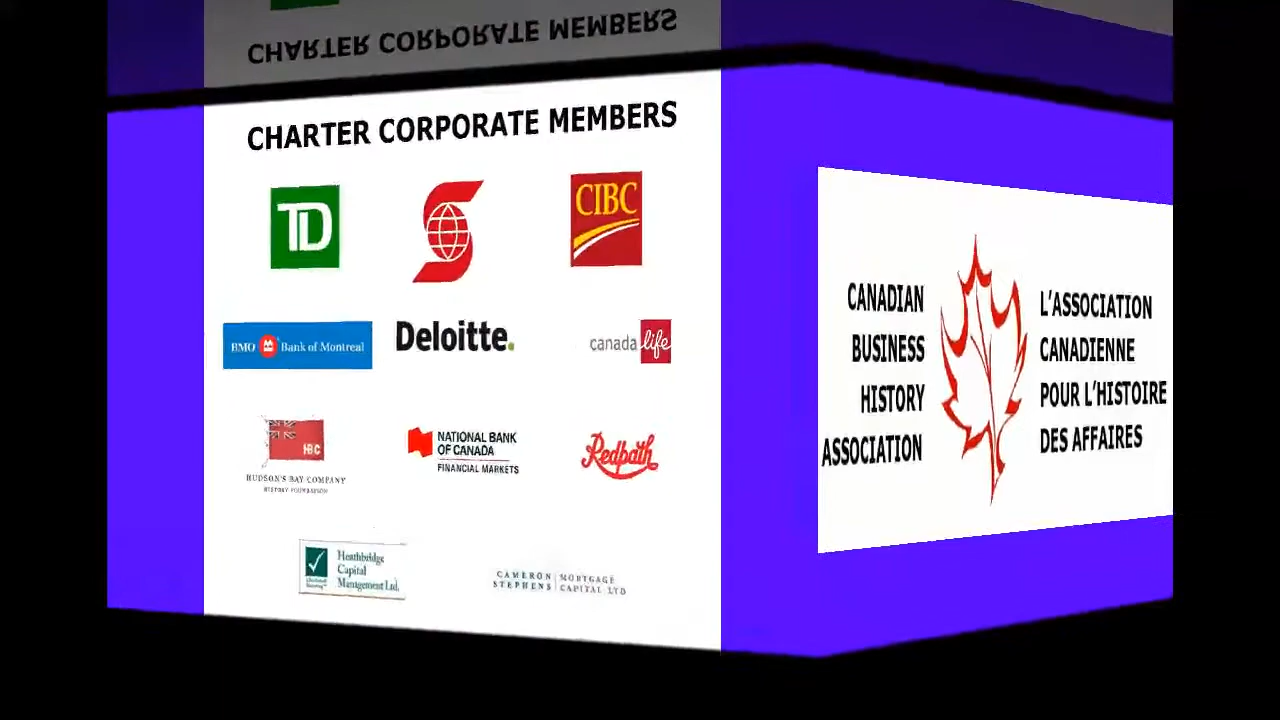 CHARTER CORPORATE MEMBERS
CHARTER CORPORATE MEMBERS
TD
CIBC
BMO Bank of Montreal
Deloitte.
canada life
HBC
HUDSON'S BAY COMPANY
HISTORY FOUNDATION
NATIONAL BANK
OF CANADA
FINANCIAL MARKETS
Redpath
Heathbridge
Capital
Management Ltd.
CAMERON STEPHENS
MORTGAGE CAPITAL LTD
CANADIAN
BUSINESS
HISTORY
ASSOCIATION
L'ASSOCIATION
CANADIENNE
POUR L'HISTOIRE
DES AFFAIRES